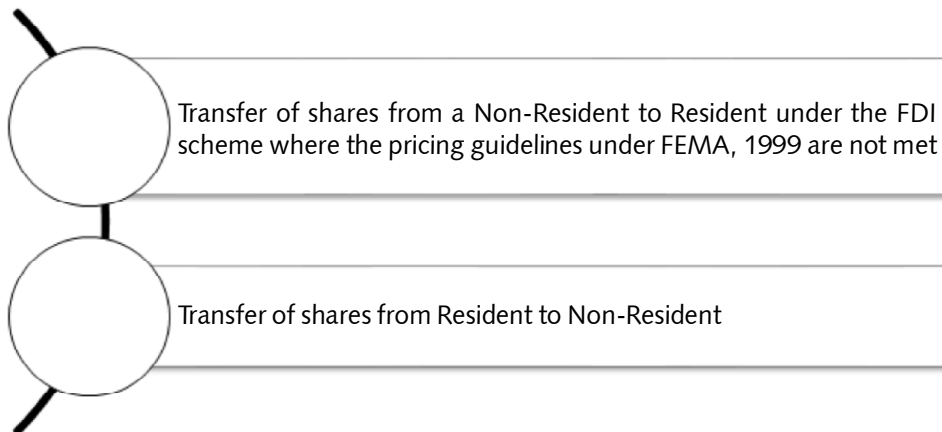 Transfer of shares from a Non-Resident to Resident under the FDI
scheme where the pricing guidelines under FEMA, 1999 are not met
Transfer of shares from Resident to Non-Resident